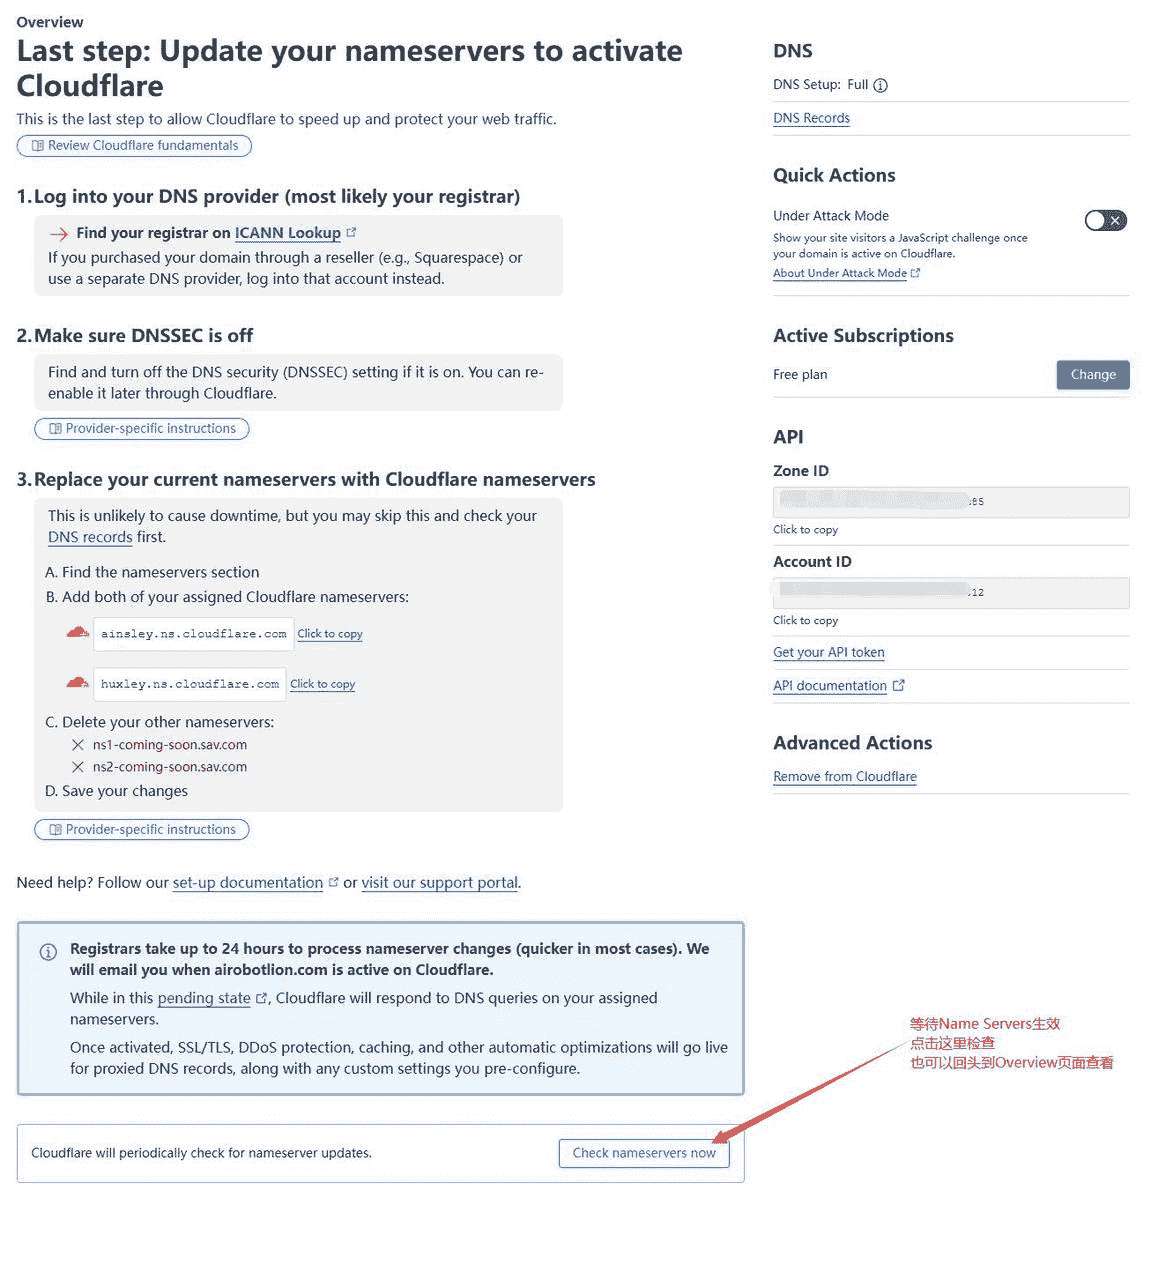 Overview
Last step: Update your nameservers to activate
Cloudflare
This is the last step to allow Cloudflare to speed up and protect your web traffic.
Review Cloudflare fundamentals
1. Log into your DNS provider (most likely your registrar)
Find your registrar on ICANN Lookup
If you purchased your domain through a reseller (e.g., Squarespace) or
use a separate DNS provider, log into that account instead.
2. Make sure DNSSEC is off
Find and turn off the DNS security (DNSSEC) setting if it is on. You can re-
enable it later through Cloudflare.
Provider-specific instructions
3. Replace your current nameservers with Cloudflare nameservers
This is unlikely to cause downtime, but you may skip this and check your
DNS records first.
A. Find the nameservers section
B. Add both of your assigned Cloudflare nameservers:
ainsley.ns.cloudflare.com Click to copy
huxley.ns.cloudflare.com Click to copy
C. Delete your other nameservers:
ns1-coming-soon.sav.com
ns2-coming-soon.sav.com
D. Save your changes
Provider-specific instructions
Need help? Follow our set-up documentation or visit our support portal.
Registrars take up to 24 hours to process nameserver changes (quicker in most cases). We
will email you when airobotlion.com is active on Cloudflare.
While in this pending state, Cloudflare will respond to DNS queries on your assigned
nameservers.
Once activated, SSL/TLS, DDoS protection, caching, and other automatic optimizations will go live
for proxied DNS records, along with any custom settings you pre-configure.
Cloudflare will periodically check for nameserver updates.
Check nameservers now
DNS
DNS Setup: Full
DNS Records
Quick Actions
Under Attack Mode
Show your site visitors a JavaScript challenge once
your domain is active on Cloudflare.
About Under Attack Mode
Active Subscriptions
Free plan
Change
API
Zone ID
85
Click to copy
Account ID
12
Click to copy
Get your API token
API documentation
Advanced Actions
Remove from Cloudflare
等待Name Servers生效
点击这里检查
也可以回头到Overview页面查看